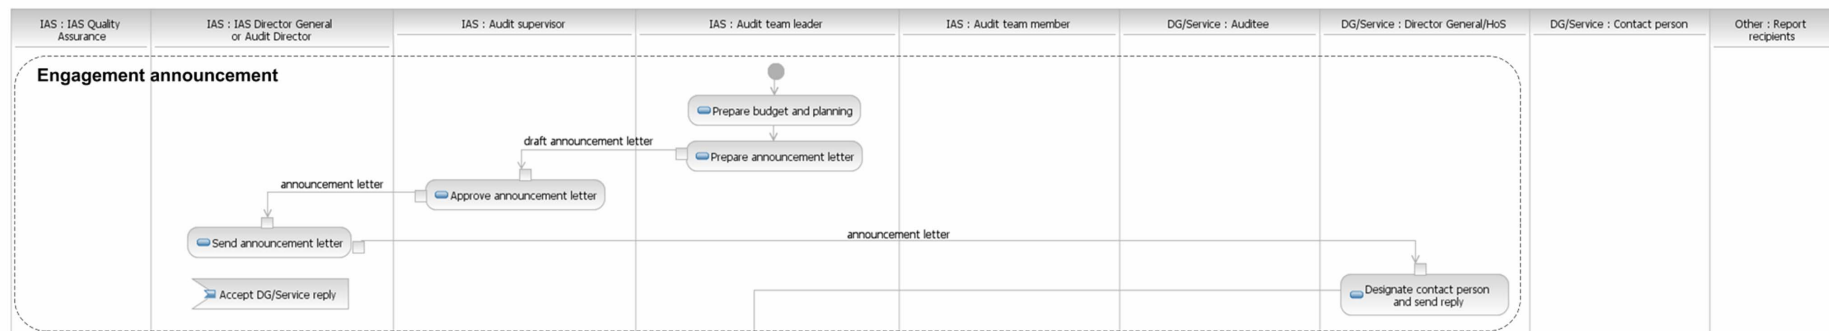 IAS : IAS Quality
Assurance
IAS : IAS Director General
or Audit Director
IAS : Audit supervisor
IAS : Audit team leader
IAS : Audit team member
DG/Service : Auditee
DG/Service : Director General/HoS
DG/Service : Contact person
Other : Report
recipients
Engagement announcement
Prepare budget and planning
draft announcement letter
Prepare announcement letter
announcement letter
Approve announcement letter
Send announcement letter
announcement letter
Accept DG/Service reply
Designate contact person
and send reply